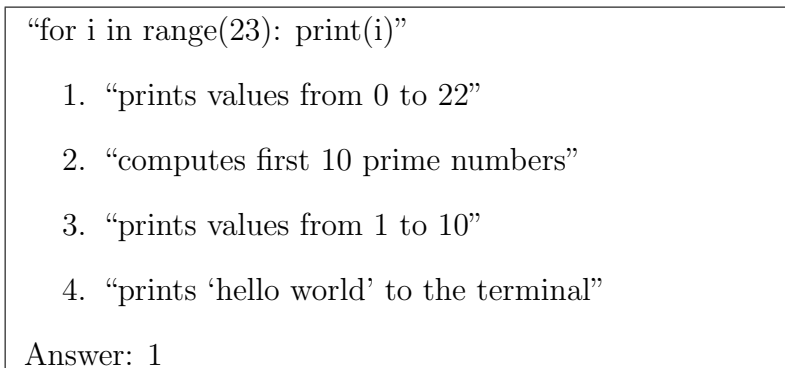 “for i in range(23): print(i)”
1. “prints values from 0 to 22”
2. “computes first 10 prime numbers”
3. “prints values from 1 to 10”
4. “prints ‘hello world’ to the terminal”
Answer: 1